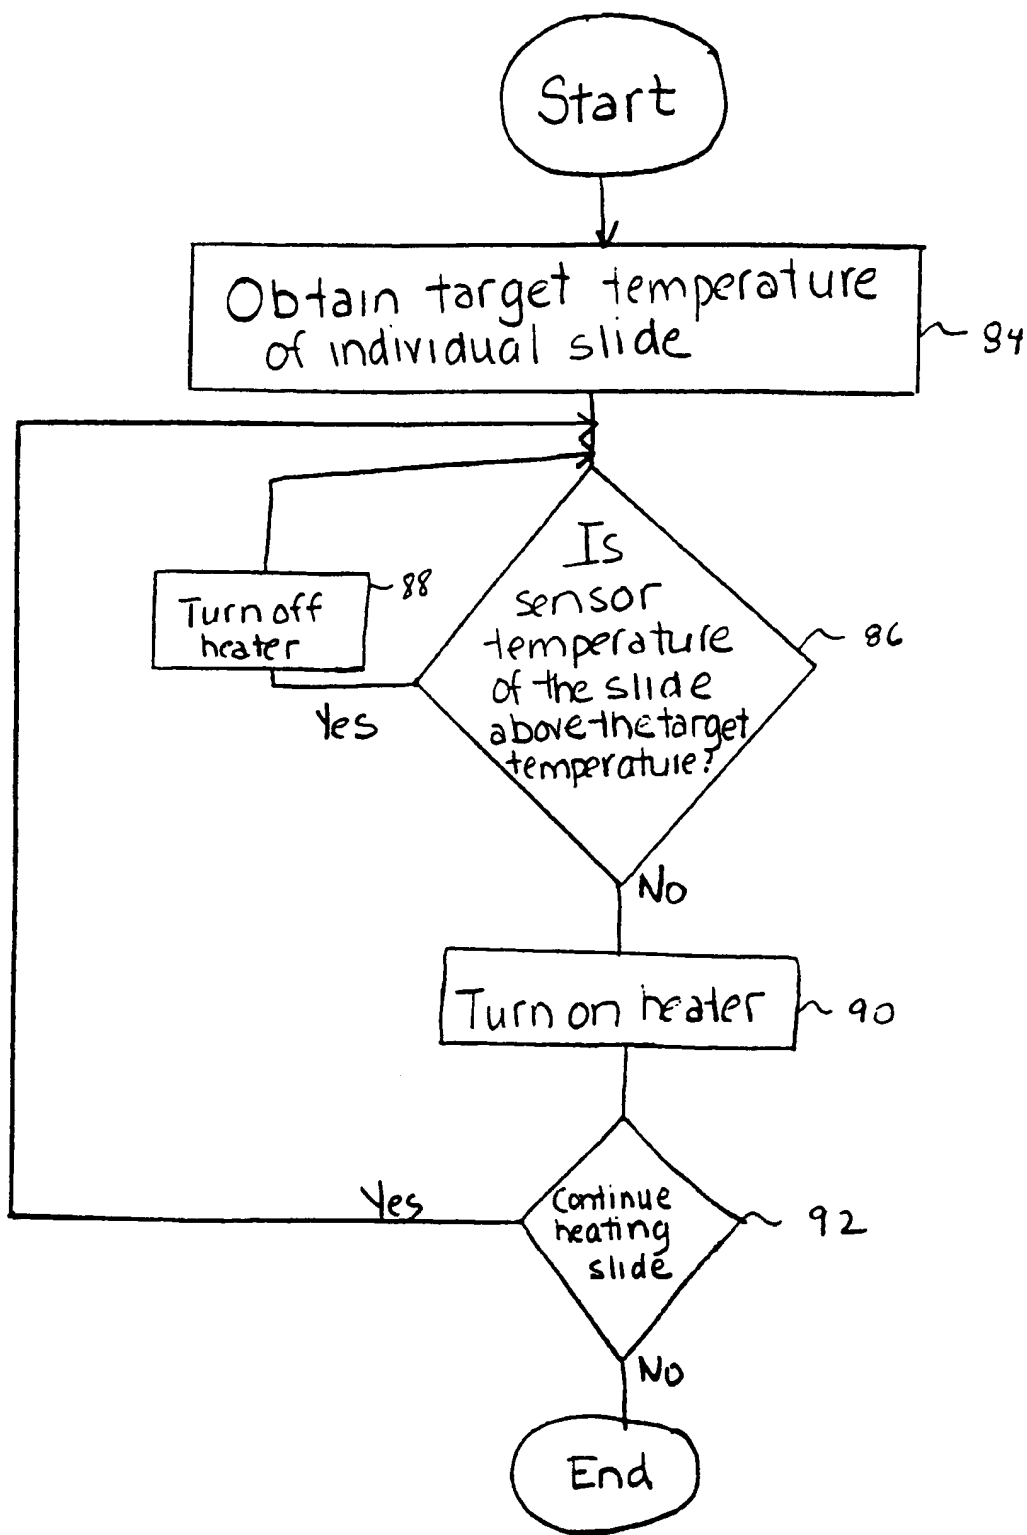 Start
Obtain target temperature
of individual slide
84
Is
sensor
temperature
of the slide
above the target
temperature?
86
88
Turn off
heater
Yes
No
Turn on heater
90
Continue
heating
slide
92
Yes
No
End